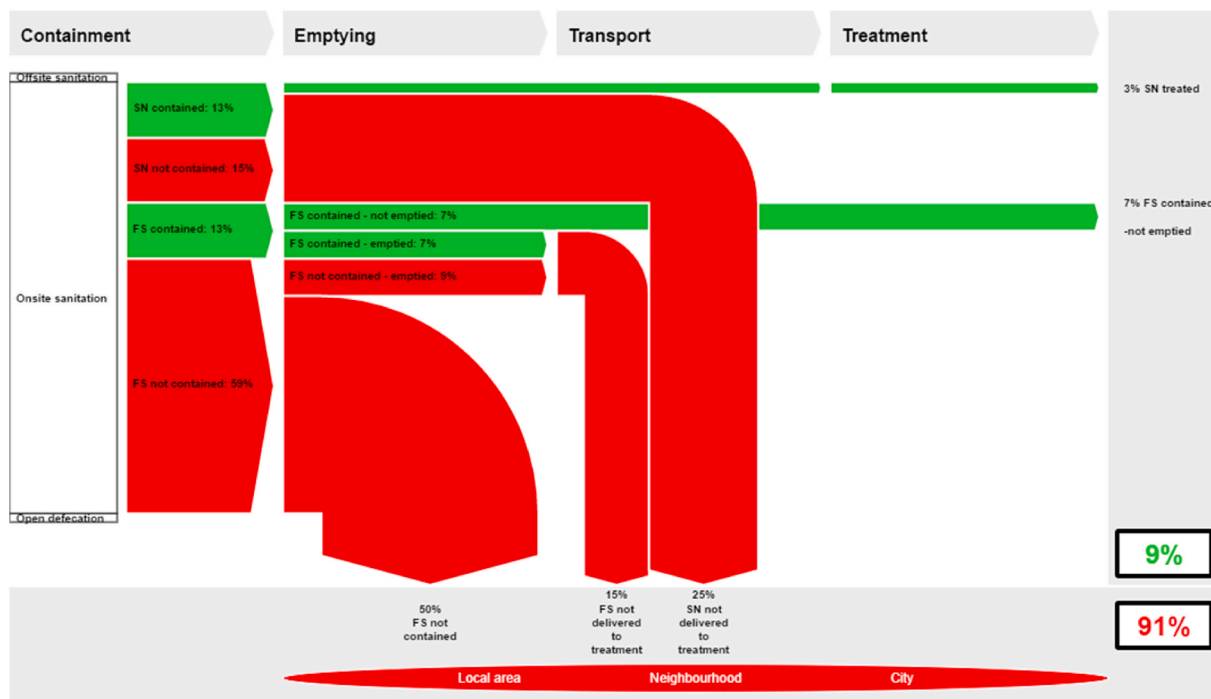 Containment
Emptying
Transport
Treatment
Offsite sanitation
SN contained: 13%
3% SN treated
SN not contained: 15%
FS contained: 13%
FS contained - not emptied: 7%
7% FS contained
-not emptied
FS contained - emptied: 7%
FS not contained - emptied: 9%
Onsite sanitation
FS not contained: 59%
Open defecation
9%
50%
FS not
contained
15%
FS not
delivered
to
treatment
25%
SN not
delivered
to
treatment
91%
Local area
Neighbourhood
City